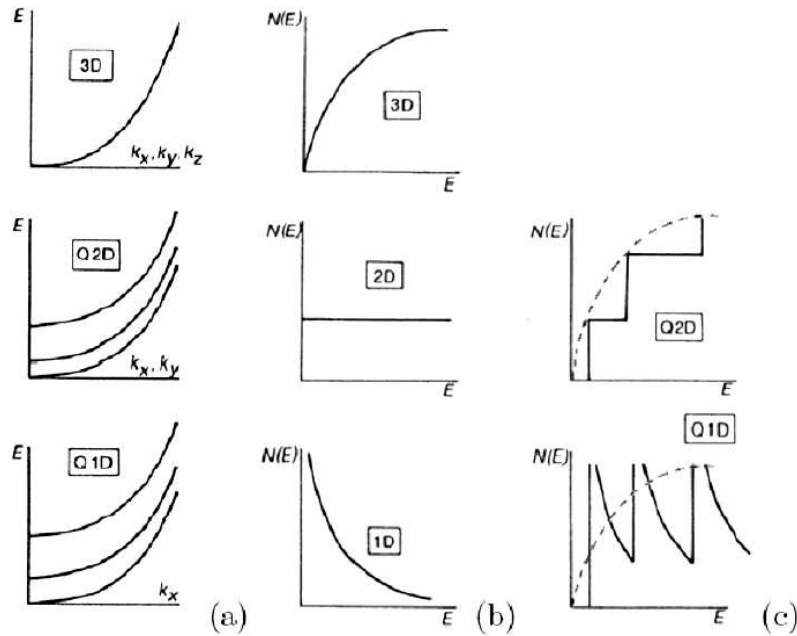 E
3D
kx, ky, kz
N(E)
3D
E
E
Q2D
kx, ky
N(E)
2D
E
N(E)
Q2D
E
E
Q1D
kx
(a)
N(E)
1D
E
(b)
Q1D
N(E)
E
(c)